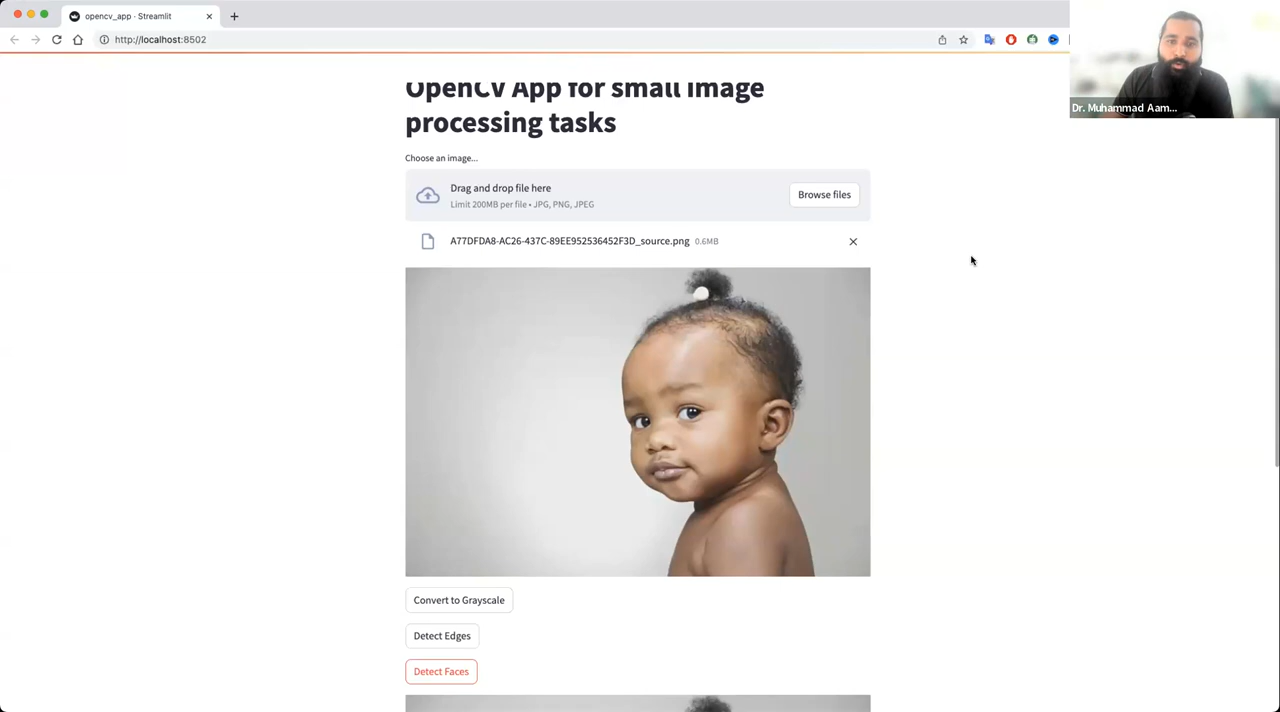 opencv_app · Streamlit
http://localhost:8502
Dr. Muhammad Aam...
OpenCV App for small image
processing tasks
Choose an image...
Drag and drop file here
Limit 200MB per file • JPG, PNG, JPEG
Browse files
A77DFDA8-AC26-437C-89EE952536452F3D_source.png 0.6MB
Convert to Grayscale
Detect Edges
Detect Faces